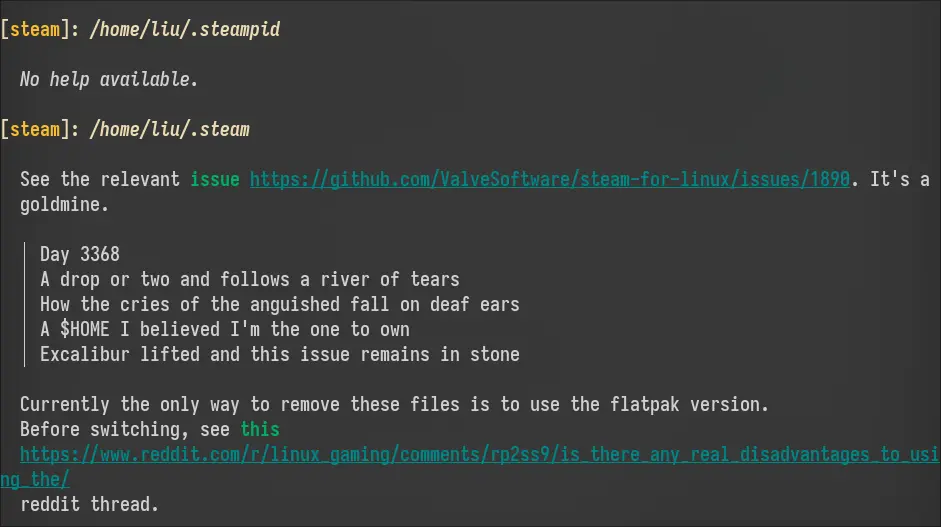 [steam]: /home/liu/.steampid
No help available.
[steam]: /home/liu/.steam
See the relevant issue https://github.com/ValveSoftware/steam-for-linux/issues/1890. It's a
goldmine.
Day 3368
A drop or two and follows a river of tears
How the cries of the anguished fall on deaf ears
A $HOME I believed I'm the one to own
Excalibur lifted and this issue remains in stone
Currently the only way to remove these files is to use the flatpak version.
Before switching, see this
https://www.reddit.com/r/linux_gaming/comments/rp2ss9/is_there_any_real_disadvantages_to_usi
ng_the/
reddit thread.